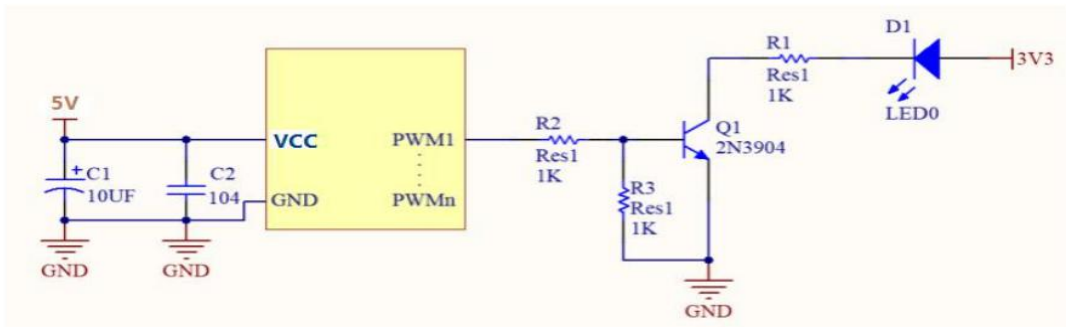 5V
C1
10UF
C2
104
GND
GND
VCC
GND
PWM1
PWMn
R2
Res1
1K
R3
Res1
1K
Q1
2N3904
GND
R1
Res1
1K
D1
LED0
3V3